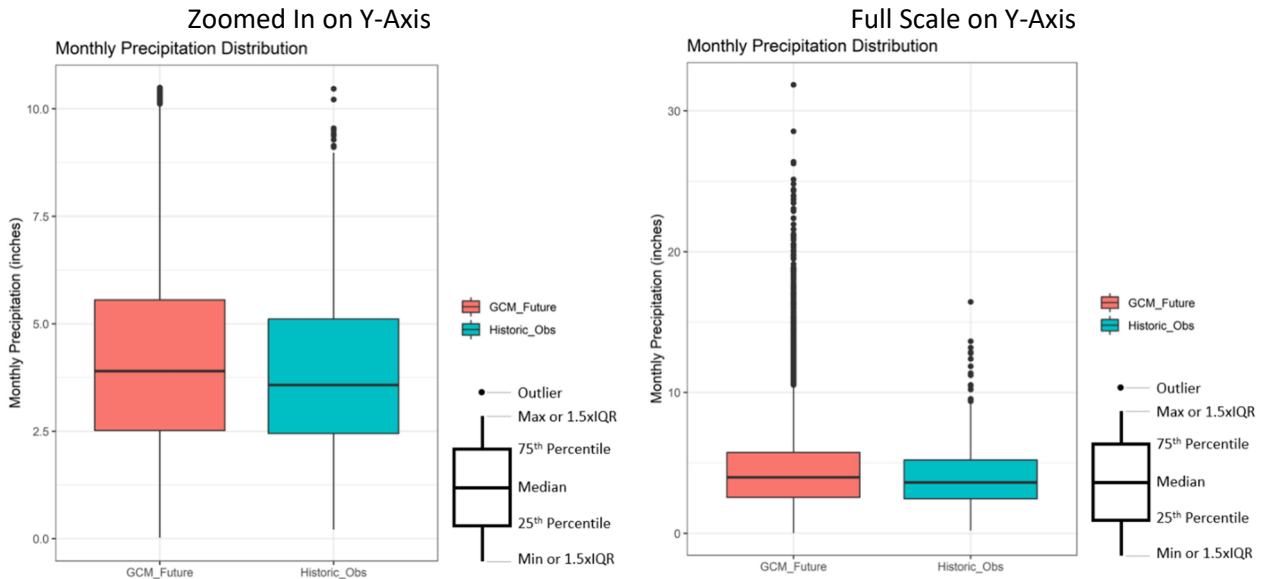 Zoomed In on Y-Axis
Monthly Precipitation Distribution
Monthly Precipitation (inches)
10.0
7.5
5.0
2.5
0.0
GCM_Future
Historic_Obs
GCM_Future
Historic_Obs
Outlier
Max or 1.5xIQR
75th Percentile
Median
25th Percentile
Min or 1.5xIQR
Full Scale on Y-Axis
Monthly Precipitation Distribution
Monthly Precipitation (inches)
30
20
10
0
GCM_Future
Historic_Obs
GCM_Future
Historic_Obs
Outlier
Max or 1.5xIQR
75th Percentile
Median
25th Percentile
Min or 1.5xIQR